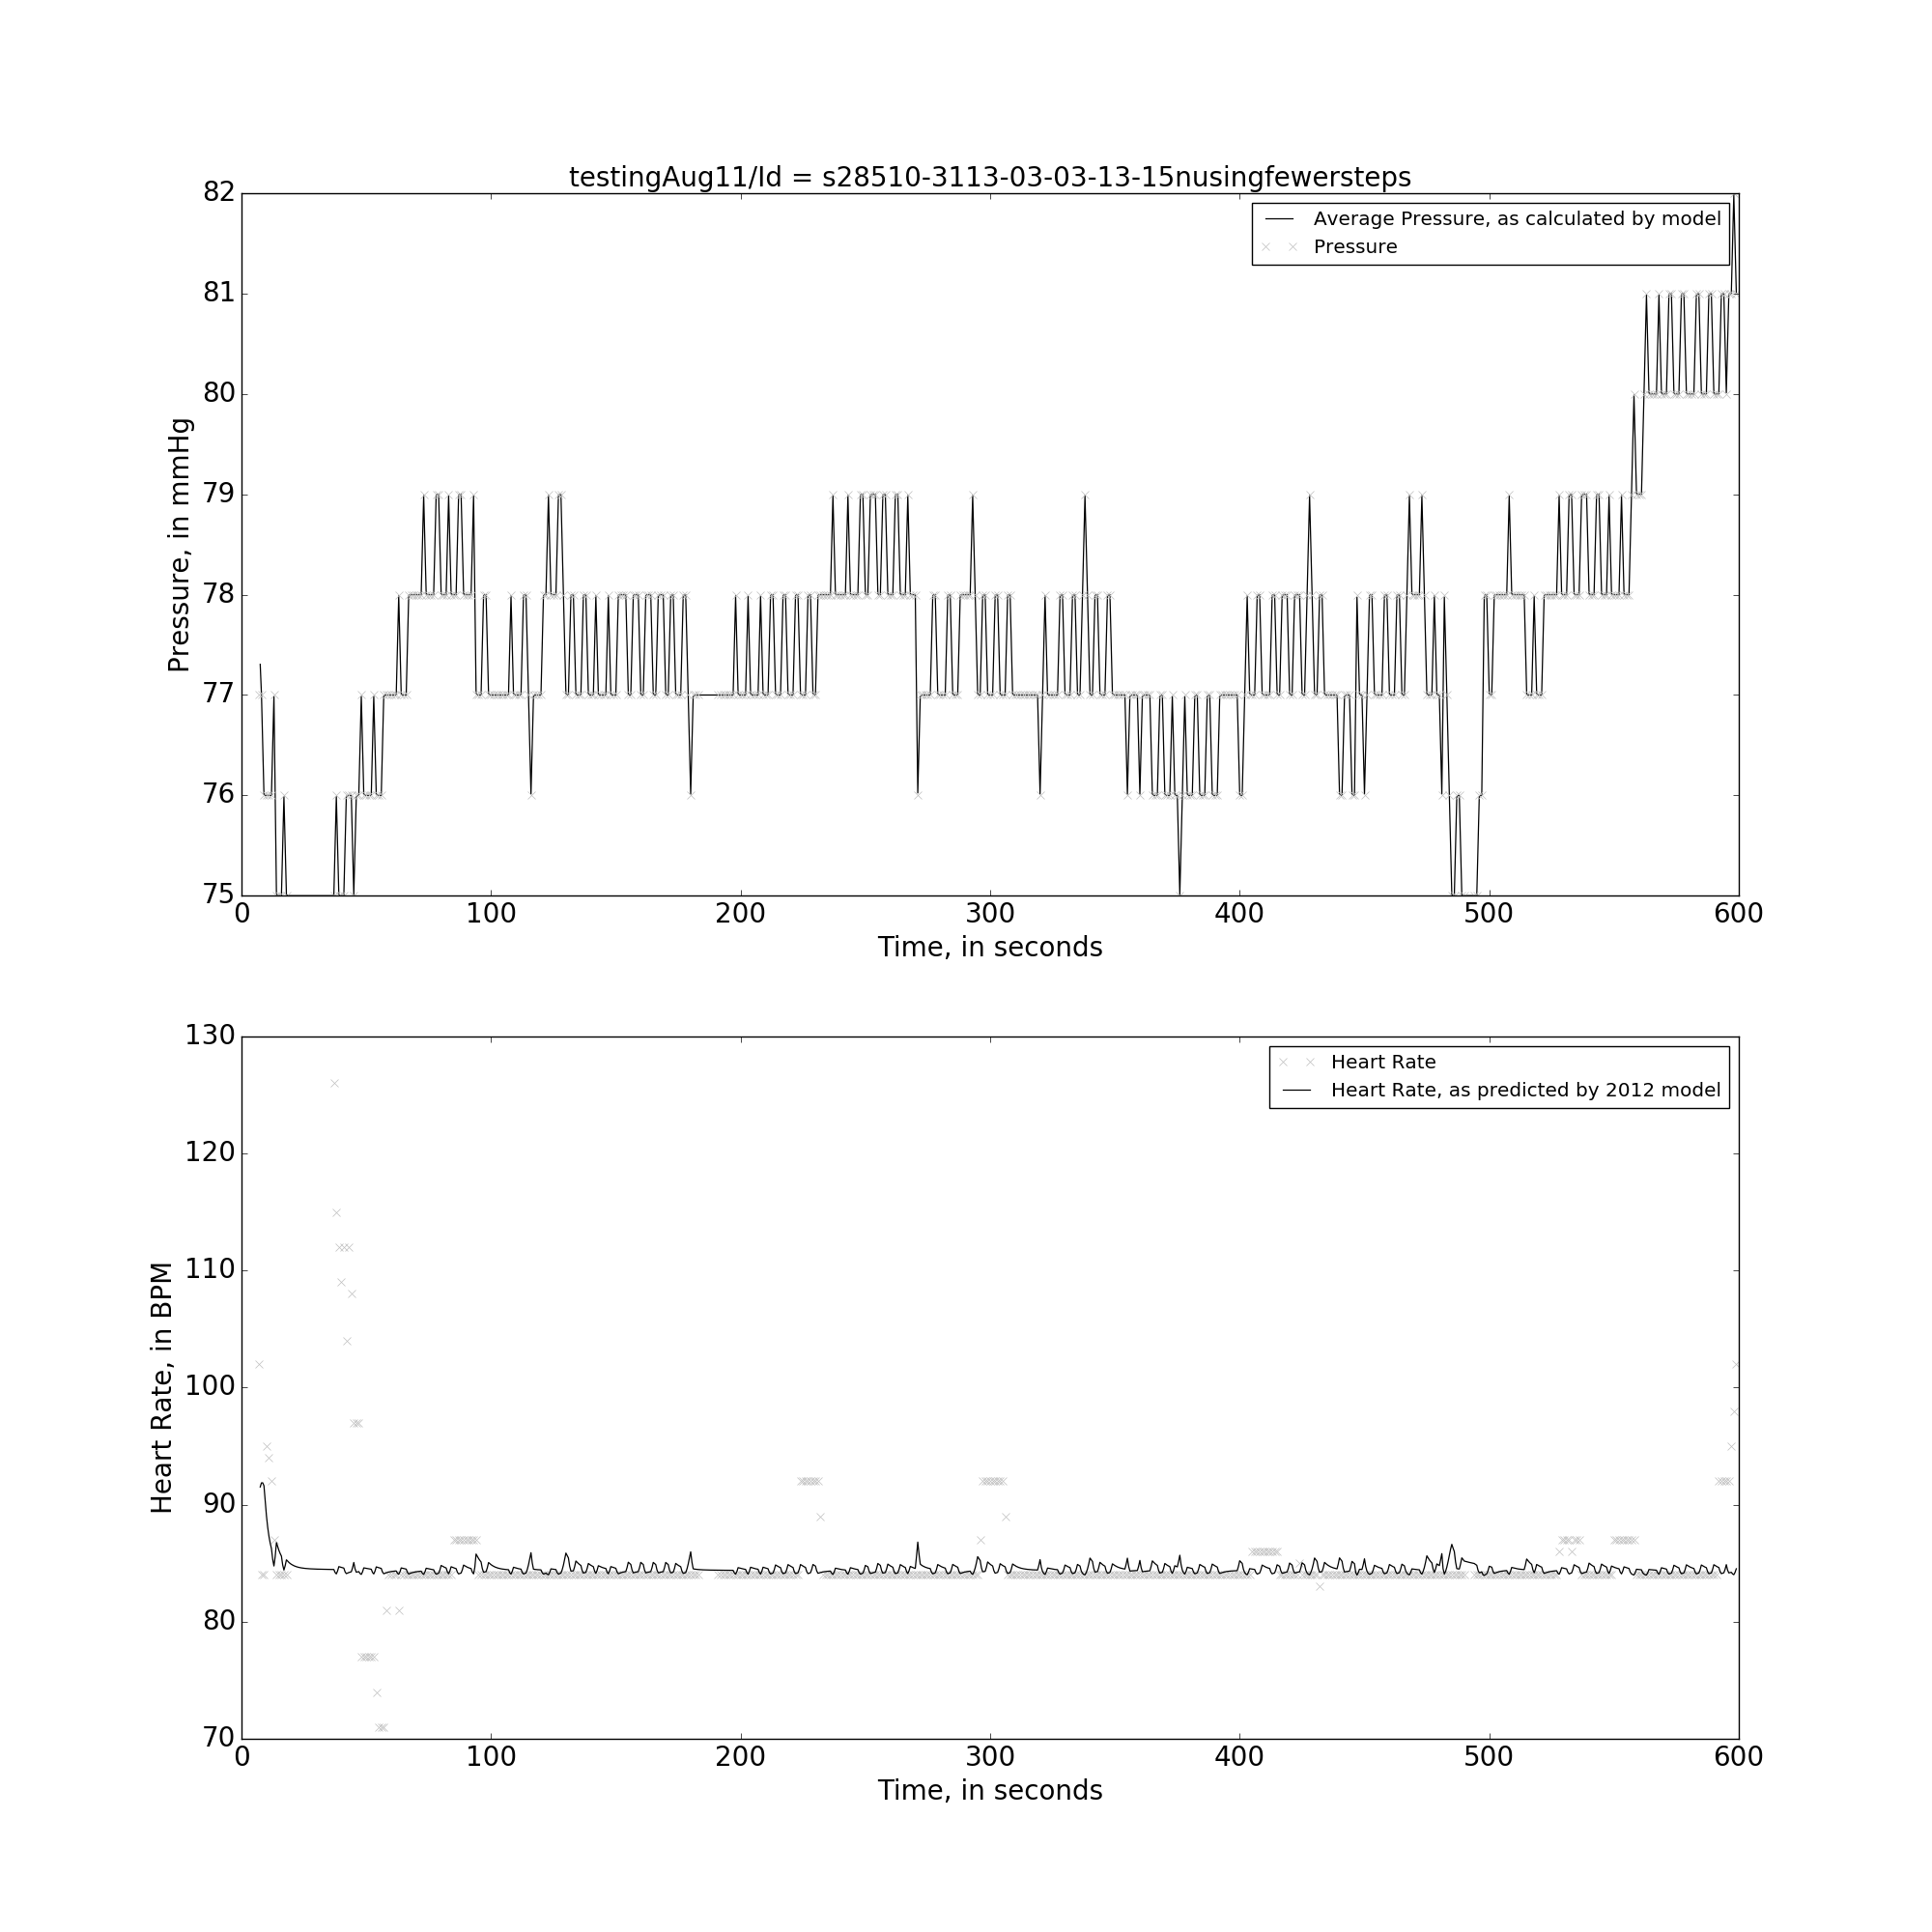 testingAug11/Id = s28510-3113-03-03-13-15nusingfewersteps
82
81
80
79
78
77
76
75
Pressure, in mmHg
Average Pressure, as calculated by model
Pressure
0 100 200 300 400 500 600
Time, in seconds
130
120
110
100
90
80
70
Heart Rate, in BPM
Heart Rate
Heart Rate, as predicted by 2012 model
0 100 200 300 400 500 600
Time, in seconds